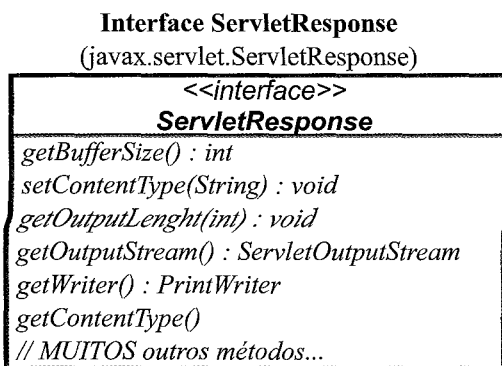 Interface ServletResponse
(javax.servlet.ServletResponse)
<<interface>>
ServletResponse
getBufferSize() : int
setContentType(String) : void
getOutputLenght(int) : void
getOutputStream() : ServletOutputStream
getWriter() : PrintWriter
getContentType()
// MUITOS outros métodos...